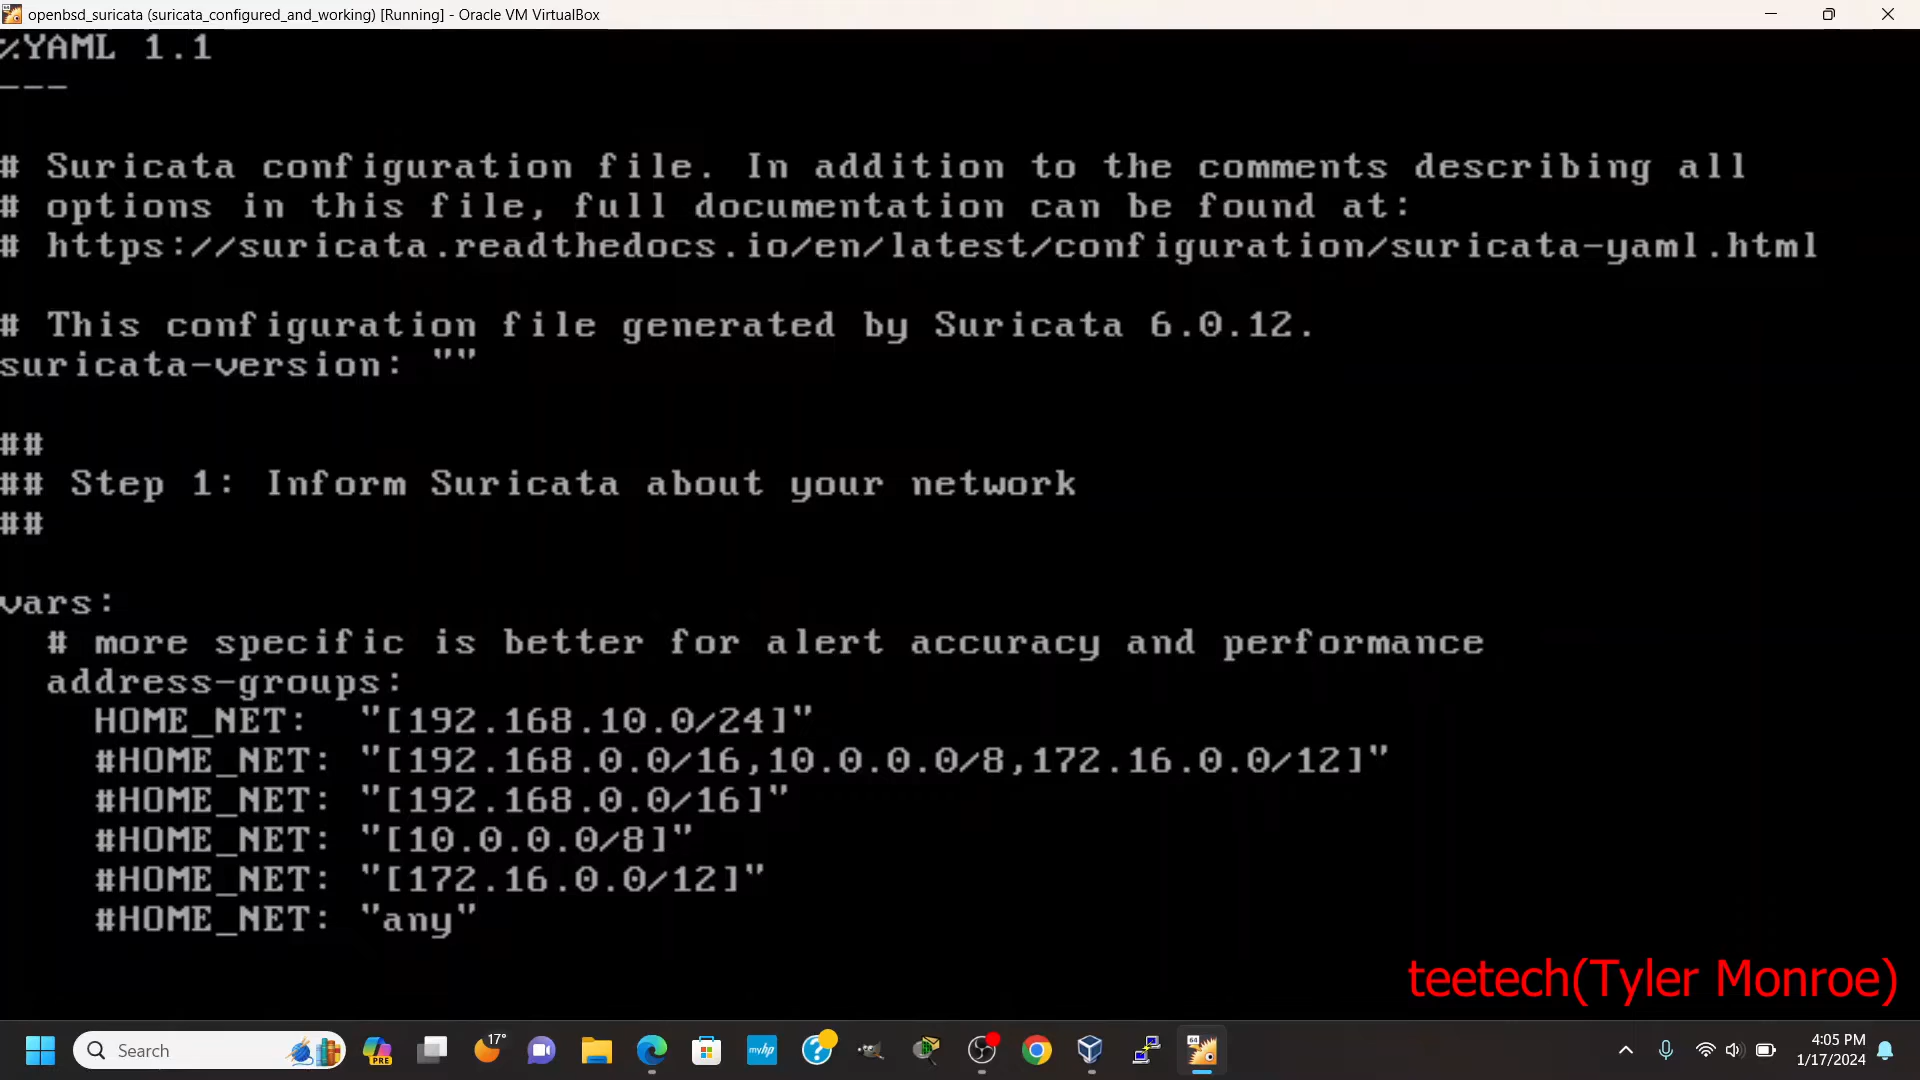 openbsd_suricata (suricata_configured_and_working) [Running] - Oracle VM VirtualBox
%YAML 1.1
---
# Suricata configuration file. In addition to the comments describing all
# options in this file, full documentation can be found at:
# https://suricata.readthedocs.io/en/latest/configuration/suricata-yaml.html
# This configuration file generated by Suricata 6.0.12.
suricata-version: ""
##
## Step 1: Inform Suricata about your network
##
vars:
# more specific is better for alert accuracy and performance
address-groups:
HOME_NET: "[192.168.10.0/24]"
#HOME_NET: "[192.168.0.0/16,10.0.0.0/8,172.16.0.0/12]"
#HOME_NET: "[192.168.0.0/16]"
#HOME_NET: "[10.0.0.0/8]"
#HOME_NET: "[172.16.0.0/12]"
#HOME_NET: "any"
teetech(Tyler Monroe)
Search
PRE
17°
myhp
64
4:05 PM
1/17/2024